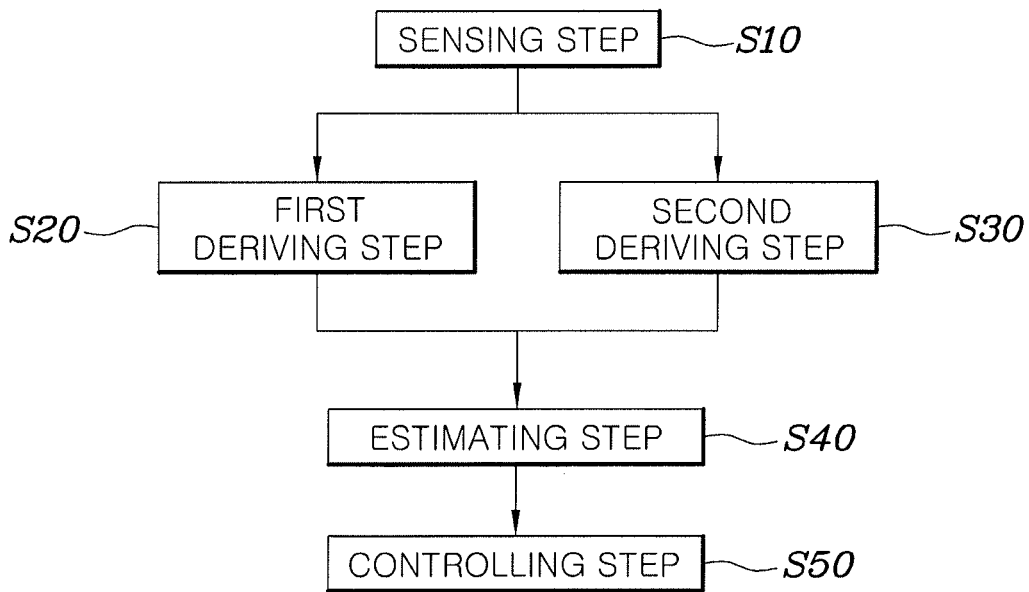 SENSING STEP
S10
FIRST
DERIVING STEP
S20
SECOND
DERIVING STEP
S30
ESTIMATING STEP
S40
CONTROLLING STEP
S50